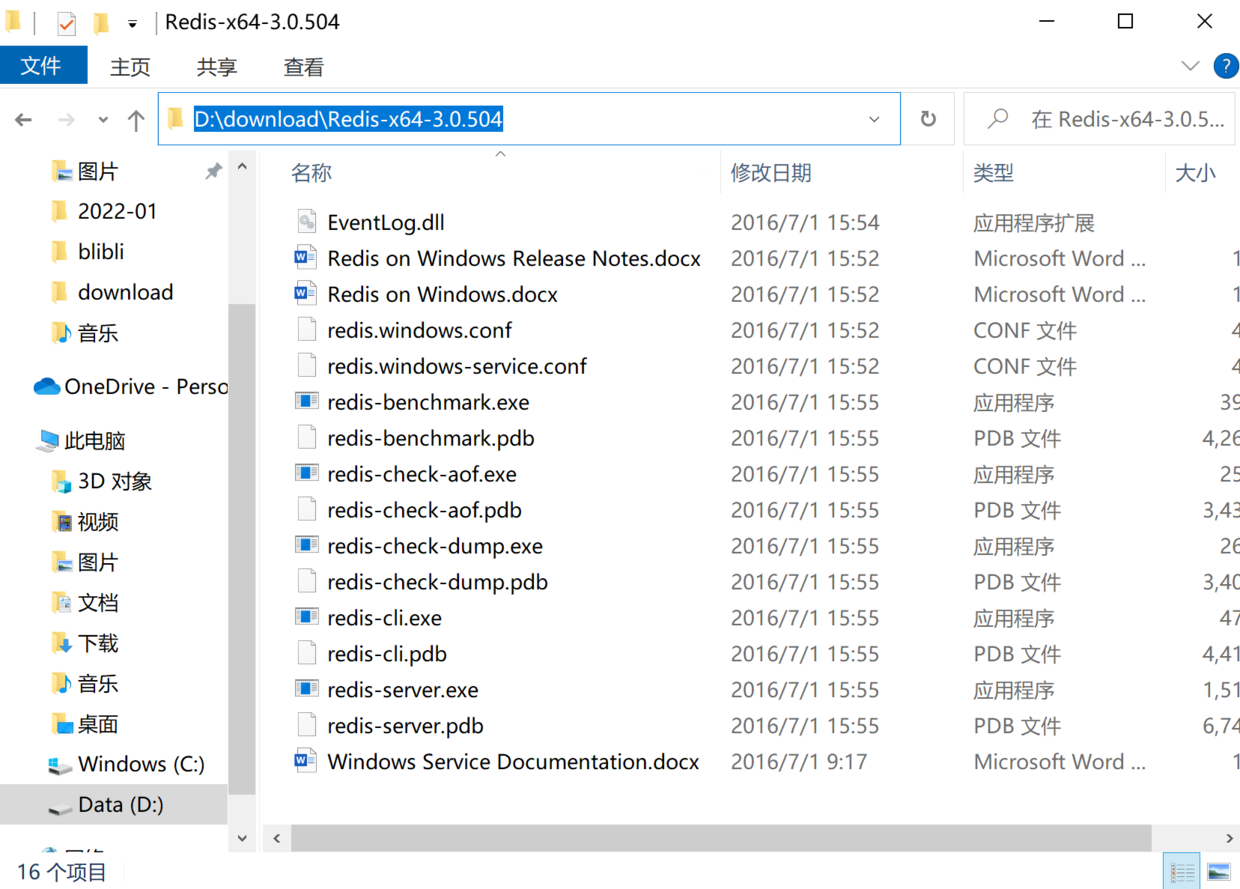 Redis-x64-3.0.504
文件 主页 共享 查看
D:\download\Redis-x64-3.0.504 在 Redis-x64-3.0.5...
图片
2022-01
blibli
download
音乐
OneDrive - Perso
此电脑
3D 对象
视频
图片
文档
下载
音乐
桌面
Windows (C:)
Data (D:)
名称 修改日期 类型 大小
EventLog.dll 2016/7/1 15:54 应用程序扩展
Redis on Windows Release Notes.docx 2016/7/1 15:52 Microsoft Word ... 1
Redis on Windows.docx 2016/7/1 15:52 Microsoft Word ... 1
redis.windows.conf 2016/7/1 15:52 CONF 文件 4
redis.windows-service.conf 2016/7/1 15:52 CONF 文件 4
redis-benchmark.exe 2016/7/1 15:55 应用程序 39
redis-benchmark.pdb 2016/7/1 15:55 PDB 文件 4,26
redis-check-aof.exe 2016/7/1 15:55 应用程序 25
redis-check-aof.pdb 2016/7/1 15:55 PDB 文件 3,43
redis-check-dump.exe 2016/7/1 15:55 应用程序 26
redis-check-dump.pdb 2016/7/1 15:55 PDB 文件 3,40
redis-cli.exe 2016/7/1 15:55 应用程序 47
redis-cli.pdb 2016/7/1 15:55 PDB 文件 4,41
redis-server.exe 2016/7/1 15:55 应用程序 1,51
redis-server.pdb 2016/7/1 15:55 PDB 文件 6,74
Windows Service Documentation.docx 2016/7/1 9:17 Microsoft Word ... 1
16 个项目